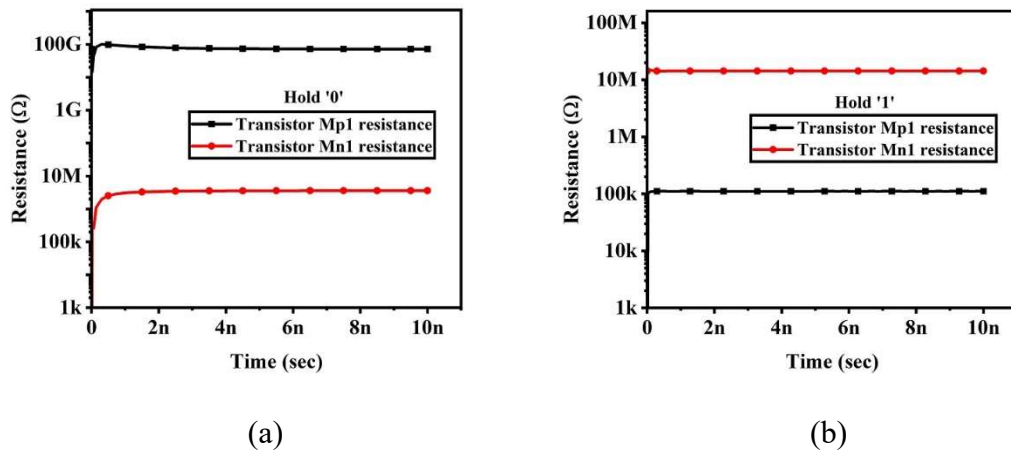 100G
1G
10M
100k
1k
Resistance (Ω)
Hold '0'
Transistor Mp1 resistance
Transistor Mn1 resistance
0 2n 4n 6n 8n 10n
Time (sec)
(a)
100M
10M
1M
100k
10k
1k
Resistance (Ω)
Hold '1'
Transistor Mp1 resistance
Transistor Mn1 resistance
0 2n 4n 6n 8n 10n
Time (sec)
(b)